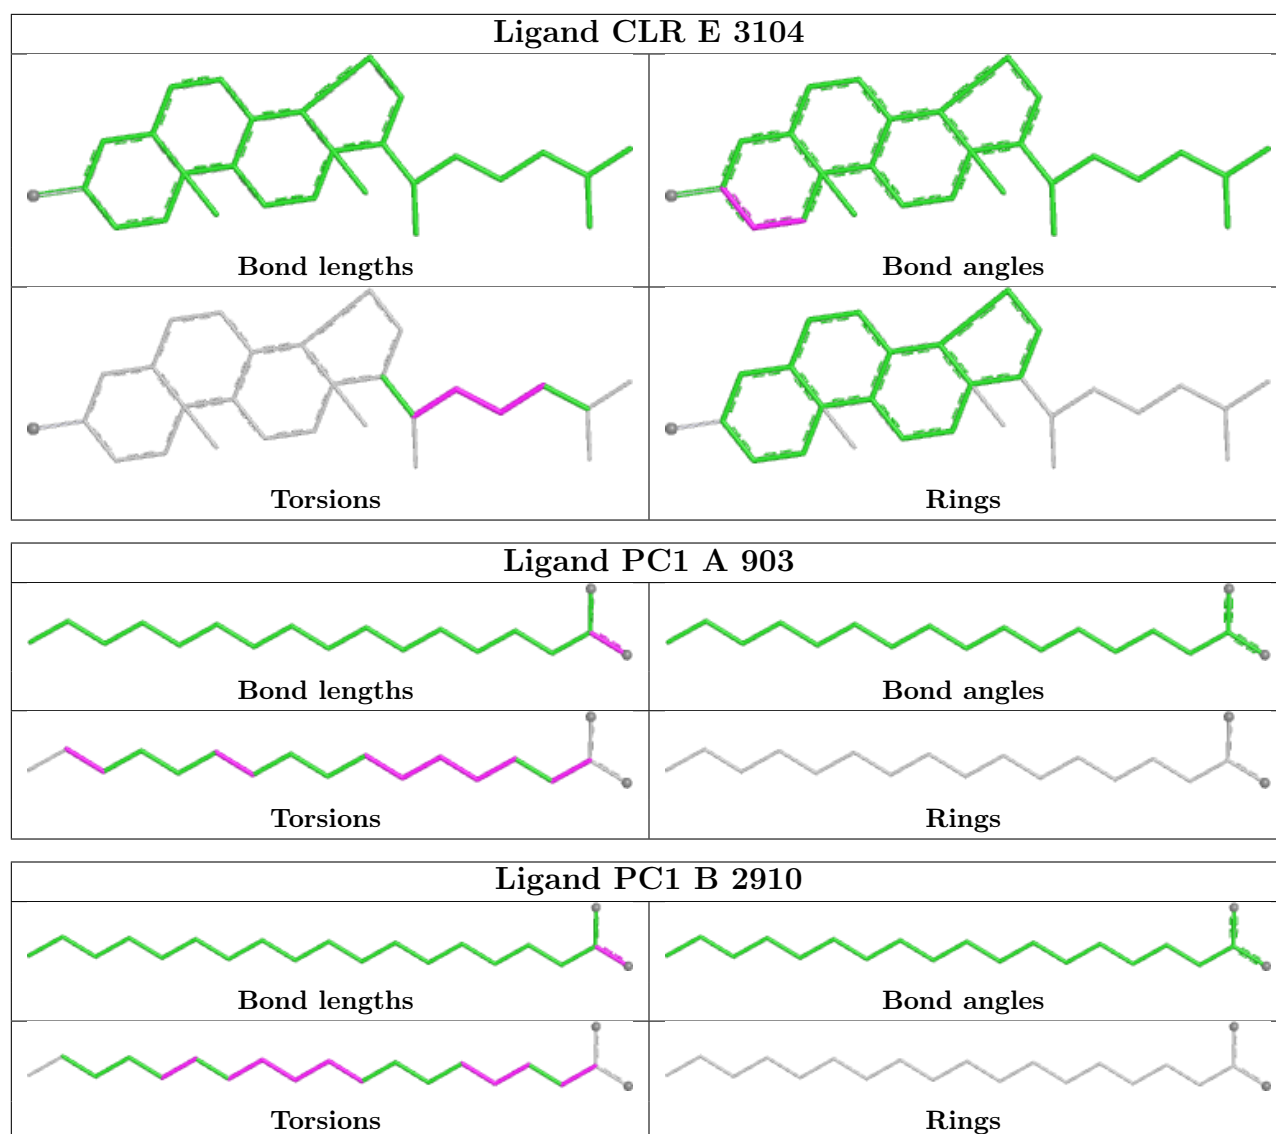 Ligand CLR E 3104
Bond lengths
Bond angles
Torsions
Rings
Ligand PC1 A 903
Bond lengths
Bond angles
Torsions
Rings
Ligand PC1 B 2910
Bond lengths
Bond angles
Torsions
Rings